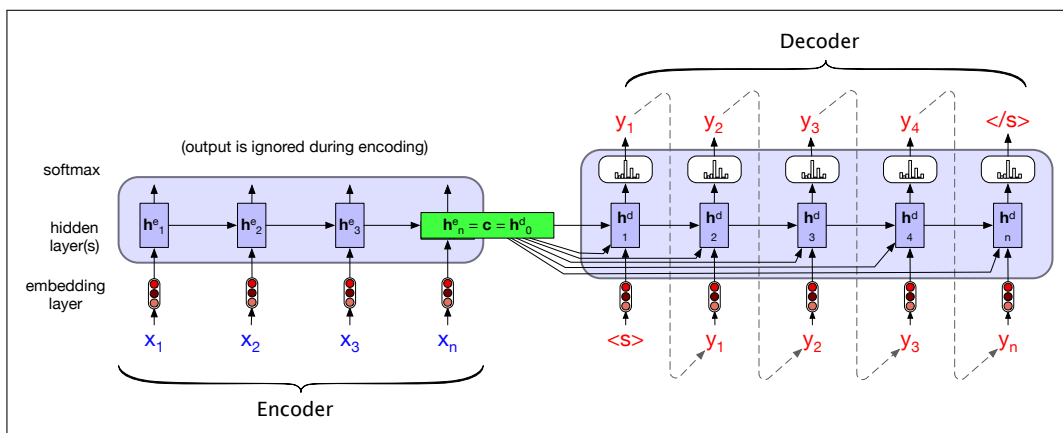 Decoder
y1 y2 y3 y4 </s>
(output is ignored during encoding)
softmax
hidden layer(s)
he1 he2 he3 hen = c = hd0 hd1 hd2 hd3 hd4 hdn
embedding layer
x1 x2 x3 xn <s> y1 y2 y3 yn
Encoder